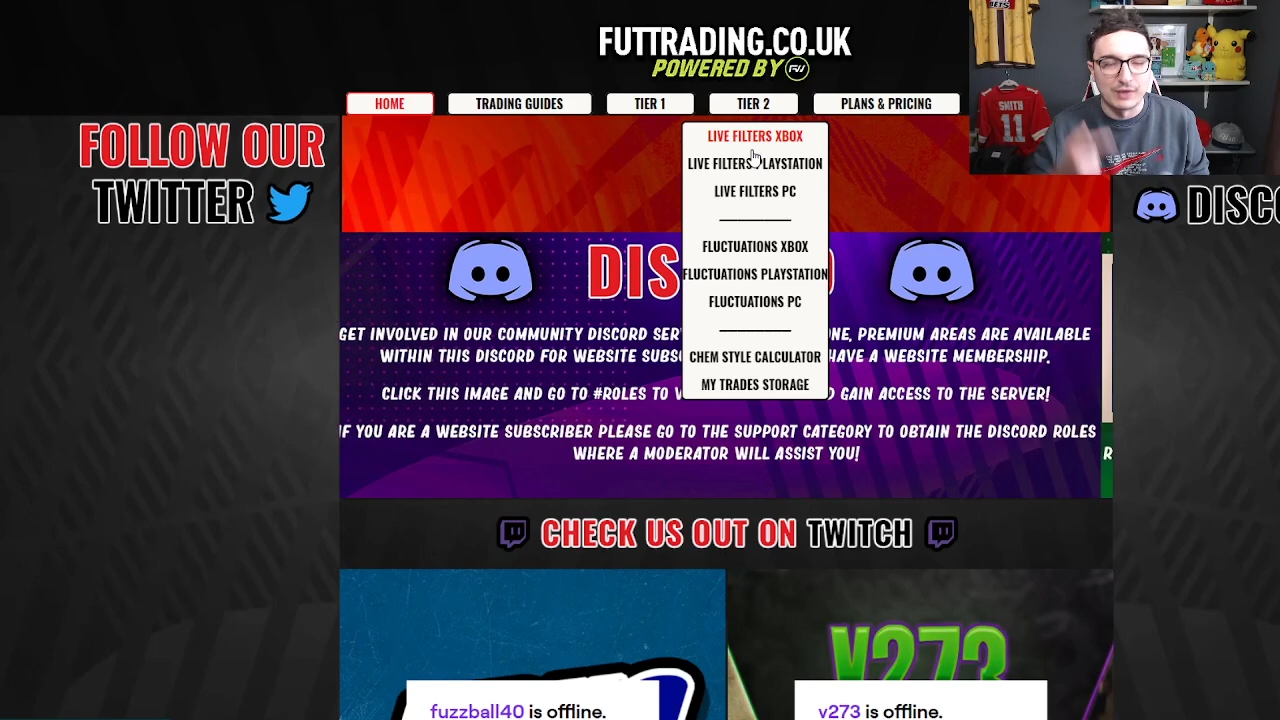 FUTTRADING.CO.UK
POWERED BY FW
HOME
TRADING GUIDES
TIER 1
TIER 2
PLANS & PRICING
FOLLOW OUR
TWITTER
LIVE FILTERS XBOX
LIVE FILTERS PLAYSTATION
LIVE FILTERS PC
FLUCTUATIONS XBOX
FLUCTUATIONS PLAYSTATION
FLUCTUATIONS PC
CHEM STYLE CALCULATOR
MY TRADES STORAGE
SMITH
11
DISCO
DIS
GET INVOLVED IN OUR COMMUNITY DISCORD SER ONE, PREMIUM AREAS ARE AVAILABLE
WITHIN THIS DISCORD FOR WEBSITE SUBS HAVE A WEBSITE MEMBERSHIP.
CLICK THIS IMAGE AND GO TO #ROLES TO V D GAIN ACCESS TO THE SERVER!
IF YOU ARE A WEBSITE SUBSCRIBER PLEASE GO TO THE SUPPORT CATEGORY TO OBTAIN THE DISCORD ROLES
WHERE A MODERATOR WILL ASSIST YOU!
R
CHECK US OUT ON TWITCH
V273
fuzzball40 is offline.
v273 is offline.